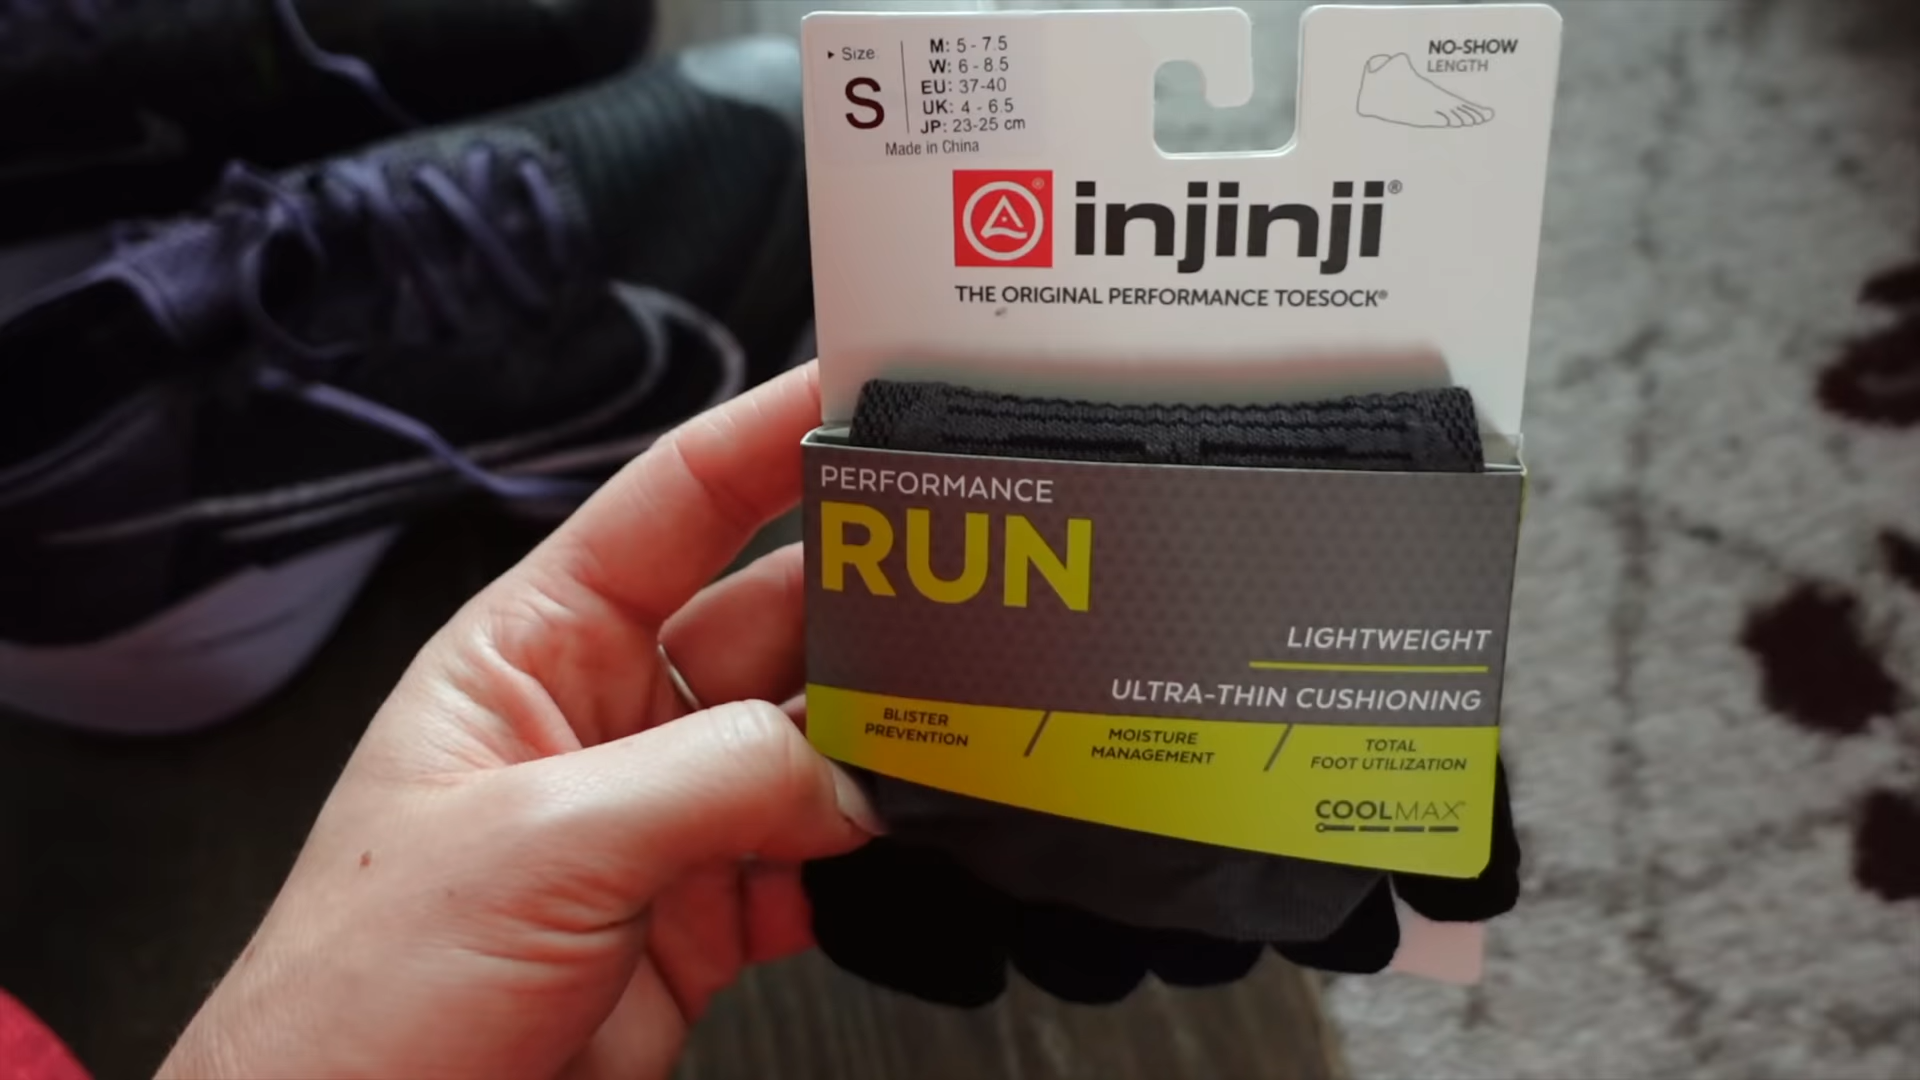 Size
S
M: 5 - 7.5
W: 6 - 8.5
EU: 37-40
UK: 4 - 6.5
JP: 23-25 cm
Made in China
NO-SHOW
LENGTH
injinji®
THE ORIGINAL PERFORMANCE TOESOCK®
PERFORMANCE
RUN
LIGHTWEIGHT
ULTRA-THIN CUSHIONING
BLISTER
PREVENTION
MOISTURE
MANAGEMENT
TOTAL
FOOT UTILIZATION
COOLMAX